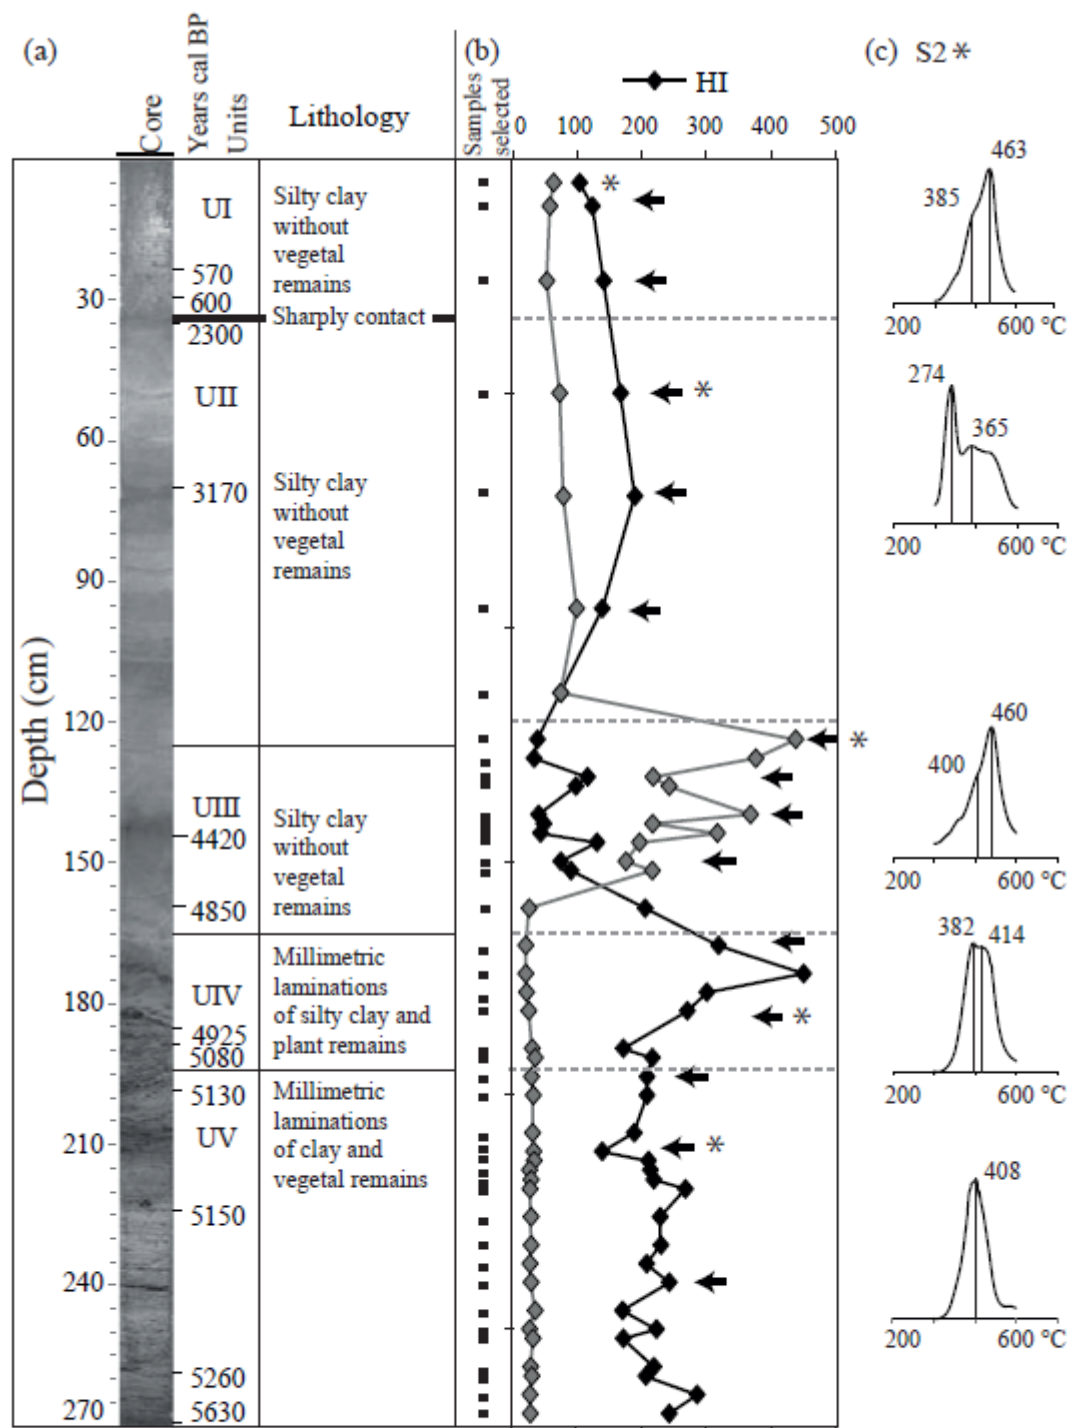 (a)
Core
Years cal BP
Units
Lithology
(b)
Samples
selected
HI
0 100 200 300 400 500
(c) S2 *
Depth (cm)
30
60
90
120
150
180
210
240
270
UI
570
600
2300
UII
3170
UIII
4420
4850
UIV
4925
5080
5130
UV
5150
5260
5630
Silty clay
without
vegetal
remains
Sharply contact
Silty clay
without
vegetal
remains
Silty clay
without
vegetal
remains
Millimetric
laminations
of silty clay and
plant remains
Millimetric
laminations
of clay and
vegetal remains
*
*
*
*
*
463
385
200 600 °C
274
365
200 600 °C
460
400
200 600 °C
382 414
200 600 °C
408
200 600 °C